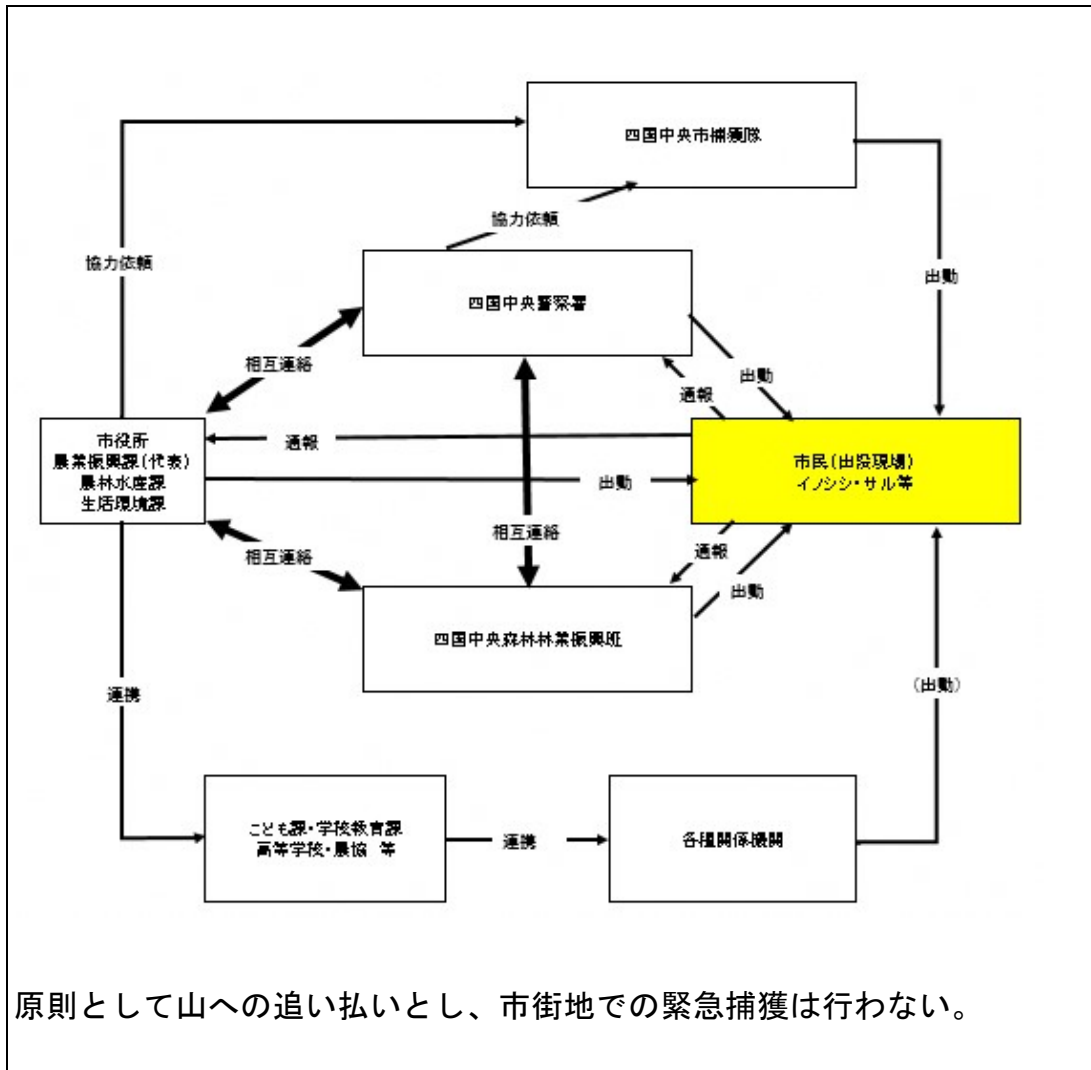 四国中央市捕獲隊
協力依頼
協力依頼
出動
四国中央警察署
相互連絡
出動
通報
市役所
農業振興課(代表)
農林水産課
生活環境課
通報
出動
市民(出没現場)
イノシシ・サル等
相互連絡
相互連絡
通報
出動
四国中央森林林業振興班
連携
(出動)
こども課・学校教育課
高等学校・農協 等
連携
各種関係機関
原則として山への追い払いとし、市街地での緊急捕獲は行わない。